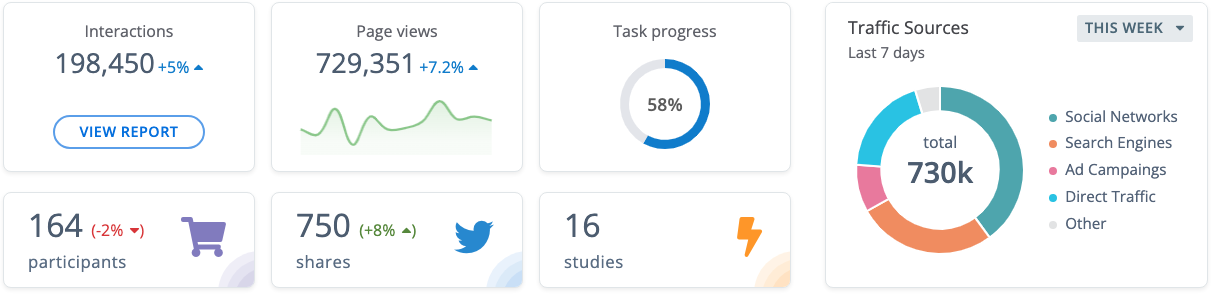 Interactions
198,450 +5%
VIEW REPORT
Page views
729,351 +7.2%
Task progress
58%
164 (-2% )
participants
750 (+8% )
shares
16
studies
Traffic Sources
THIS WEEK
Last 7 days
total
730k
Social Networks
Search Engines
Ad Campaings
Direct Traffic
Other